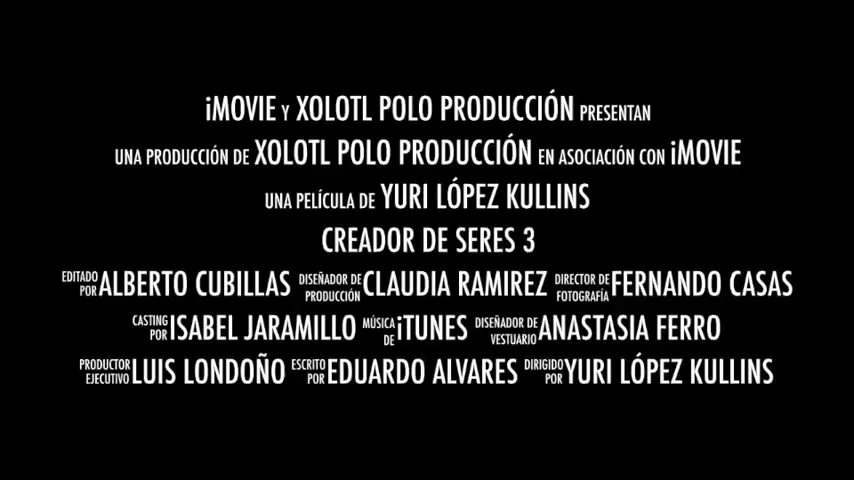 iMOVIE Y XOLOTL POLO PRODUCCIÓN PRESENTAN
UNA PRODUCCIÓN DE XOLOTL POLO PRODUCCIÓN EN ASOCIACIÓN CON iMOVIE
UNA PELÍCULA DE YURI LÓPEZ KULLINS
CREADOR DE SERES 3
EDITADO POR ALBERTO CUBILLAS DISEÑADOR DE PRODUCCIÓN CLAUDIA RAMIREZ DIRECTOR DE FOTOGRAFÍA FERNANDO CASAS
CASTING POR ISABEL JARAMILLO MÚSICA DE iTUNES DISEÑADOR DE VESTUARIO ANASTASIA FERRO
PRODUCTOR EJECUTIVO LUIS LONDOÑO ESCRITO POR EDUARDO ALVARES DIRIGIDO POR YURI LÓPEZ KULLINS